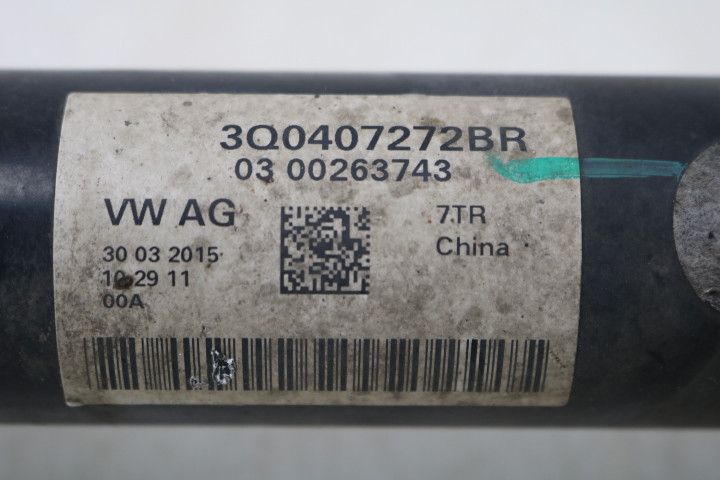 3Q0407272BR
03 00263743
VW AG
7TR
30 03 2015
China
10 29 11
00A